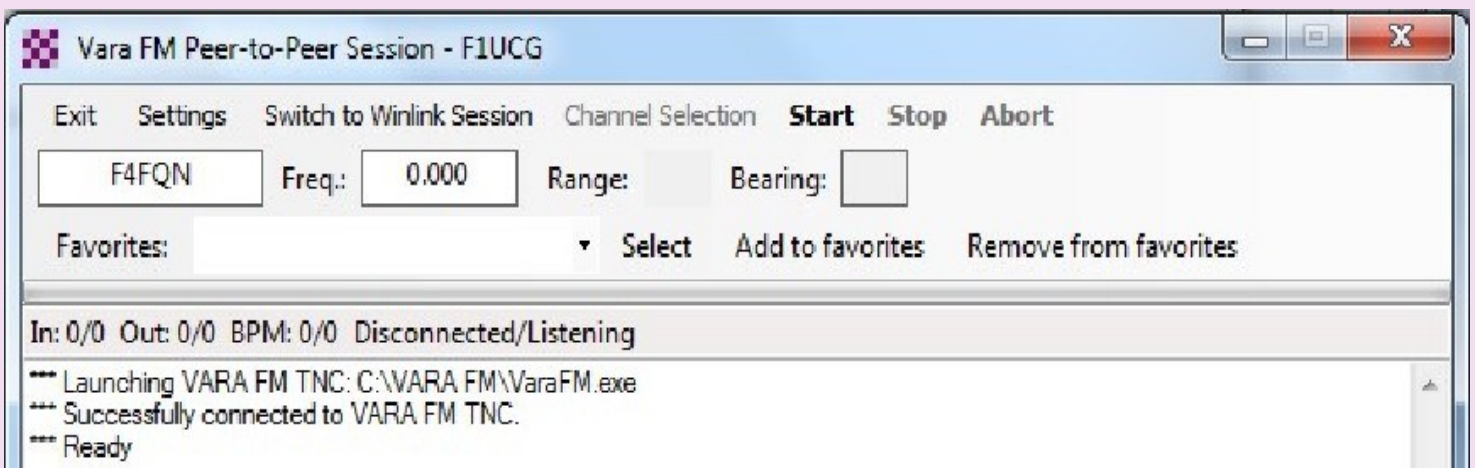 Vara FM Peer-to-Peer Session - F1UCG
Exit Settings Switch to Winlink Session Channel Selection Start Stop Abort
F4FQN Freq.: 0.000 Range: Bearing:
Favorites: Select Add to favorites Remove from favorites
In: 0/0 Out: 0/0 BPM: 0/0 Disconnected/Listening
*** Launching VARA FM TNC: C:\VARA FM\VaraFM.exe
*** Successfully connected to VARA FM TNC.
*** Ready